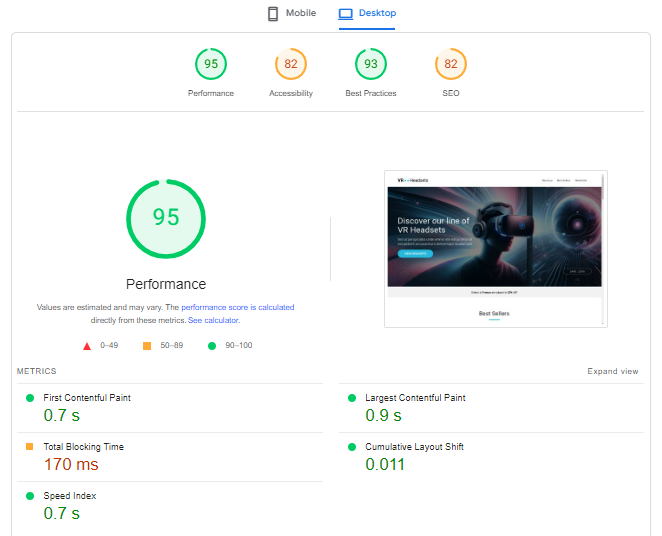 Mobile
Desktop
95
82
93
82
Performance
Accessibility
Best Practices
SEO
95
Performance
Values are estimated and may vary. The performance score is calculated
directly from these metrics. See calculator.
0–49
50–89
90–100
VR Headsets
Discover our line of
VR Headsets
Best Sellers
METRICS
Expand view
First Contentful Paint
0.7 s
Largest Contentful Paint
0.9 s
Total Blocking Time
170 ms
Cumulative Layout Shift
0.011
Speed Index
0.7 s